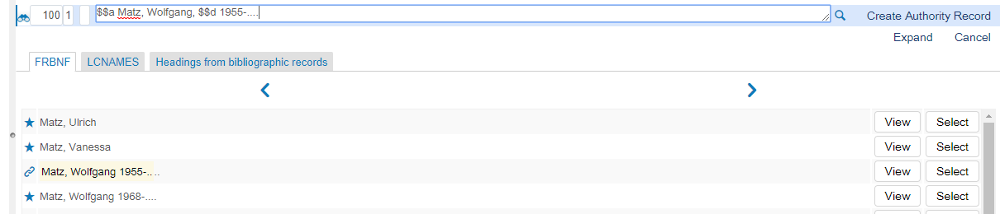 100 1 $$a Matz, Wolfgang, $$d 1955-.... Create Authority Record
Expand Cancel
FRBNF LCNAMES Headings from bibliographic records
Matz, Ulrich View Select
Matz, Vanessa View Select
Matz, Wolfgang 1955-.... View Select
Matz, Wolfgang 1968-.... View Select